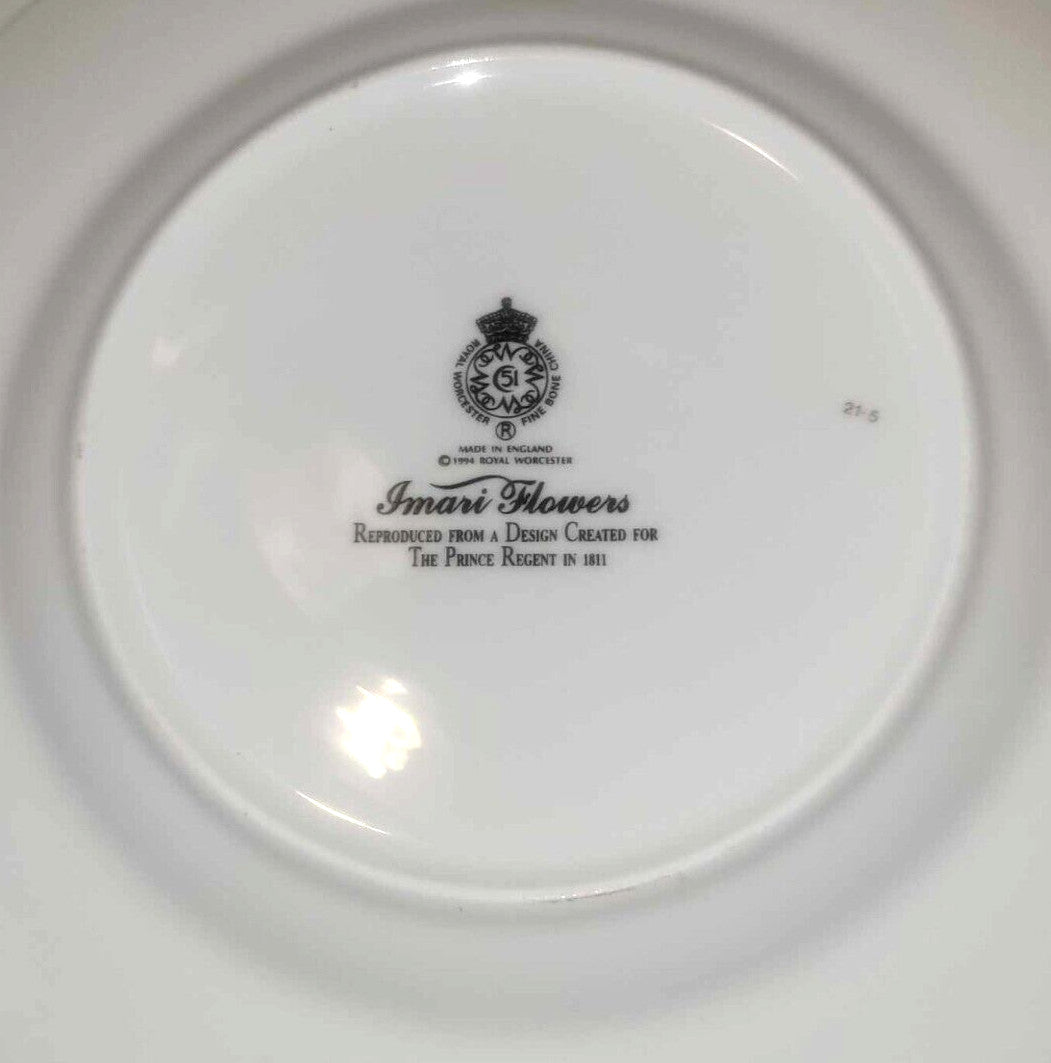 ROYAL WORCESTER FINE BONE CHINA
C51
®
MADE IN ENGLAND
©1994 ROYAL WORCESTER
Imari Flowers
REPRODUCED FROM A DESIGN CREATED FOR
THE PRINCE REGENT IN 1811
21-5